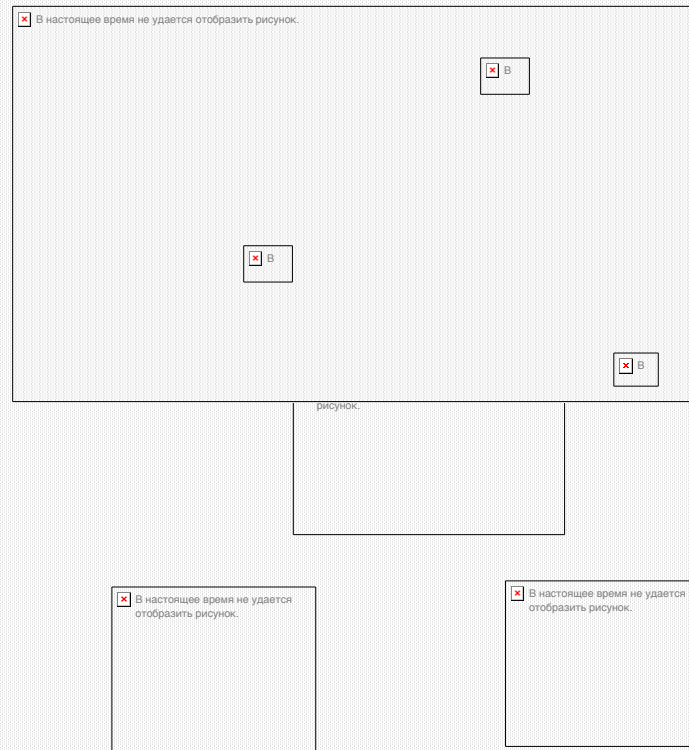 В настоящее время не удается отобразить рисунок.
В
В
В
рисунок.
В настоящее время не удается
отобразить рисунок.
В настоящее время не удается
отобразить рисунок.